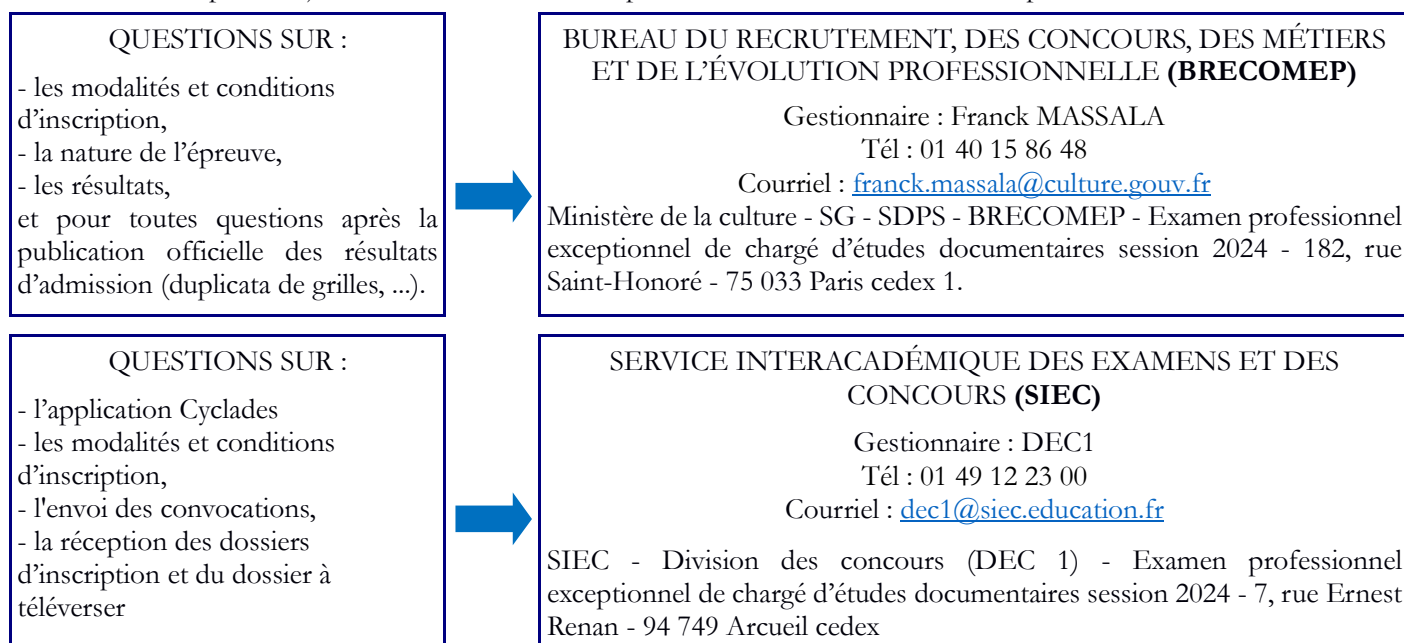 QUESTIONS SUR :
- les modalités et conditions
d’inscription,
- la nature de l’épreuve,
- les résultats,
et pour toutes questions après la
publication officielle des résultats
d’admission (duplicata de grilles, ...).
BUREAU DU RECRUTEMENT, DES CONCOURS, DES MÉTIERS
ET DE L’ÉVOLUTION PROFESSIONNELLE (BRECOMEP)
Gestionnaire : Franck MASSALA
Tél : 01 40 15 86 48
Courriel : franck.massala@culture.gouv.fr
Ministère de la culture - SG - SDPS - BRECOMEP - Examen professionnel
exceptionnel de chargé d’études documentaires session 2024 - 182, rue
Saint-Honoré - 75 033 Paris cedex 1.
QUESTIONS SUR :
- l’application Cyclades
- les modalités et conditions
d’inscription,
- l'envoi des convocations,
- la réception des dossiers
d’inscription et du dossier à
téléverser
SERVICE INTERACADÉMIQUE DES EXAMENS ET DES
CONCOURS (SIEC)
Gestionnaire : DEC1
Tél : 01 49 12 23 00
Courriel : dec1@siec.education.fr
SIEC - Division des concours (DEC 1) - Examen professionnel
exceptionnel de chargé d’études documentaires session 2024 - 7, rue Ernest
Renan - 94 749 Arcueil cedex